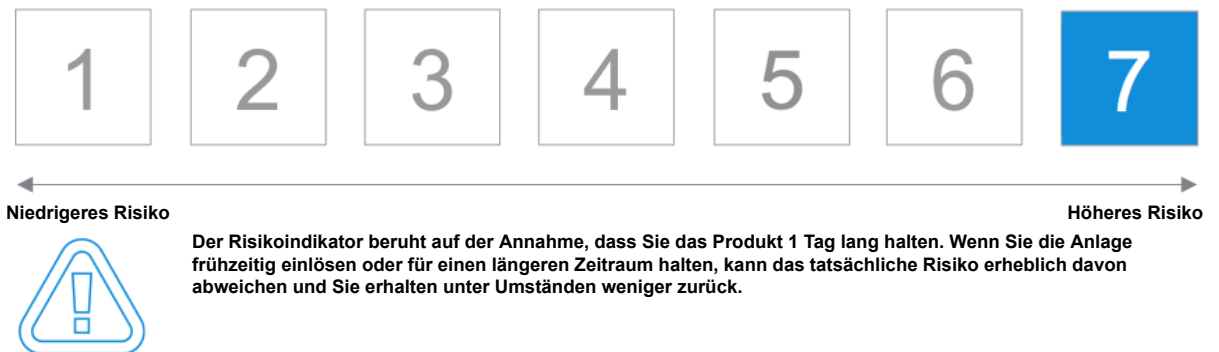 1 2 3 4 5 6 7
Niedrigeres Risiko Höheres Risiko
Der Risikoindikator beruht auf der Annahme, dass Sie das Produkt 1 Tag lang halten. Wenn Sie die Anlage
frühzeitig einlösen oder für einen längeren Zeitraum halten, kann das tatsächliche Risiko erheblich davon
abweichen und Sie erhalten unter Umständen weniger zurück.